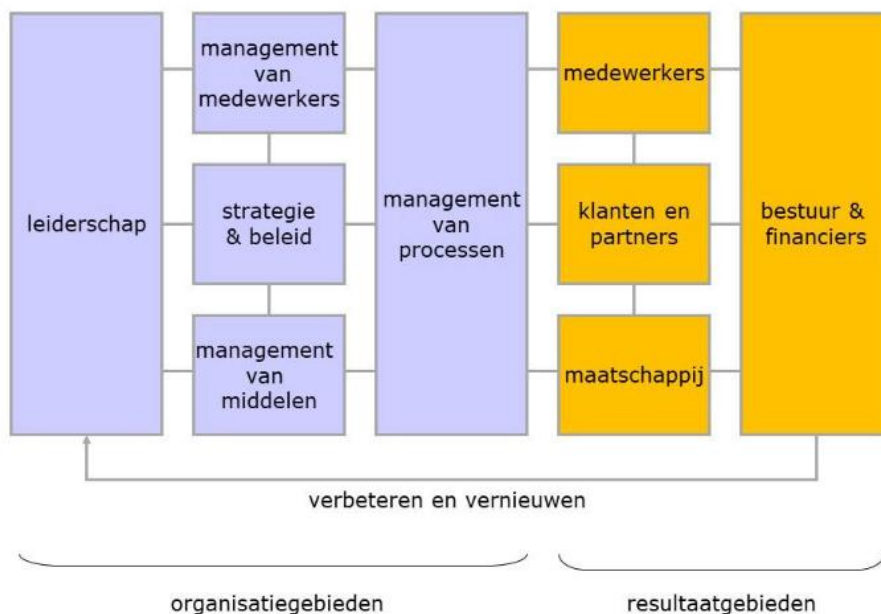 leiderschap
management
van
medewerkers
strategie
& beleid
management
van
middelen
management
van
processen
medewerkers
klanten en
partners
maatschappij
bestuur &
financiers
verbeteren en vernieuwen
organisatiegebieden
resultaatgebieden